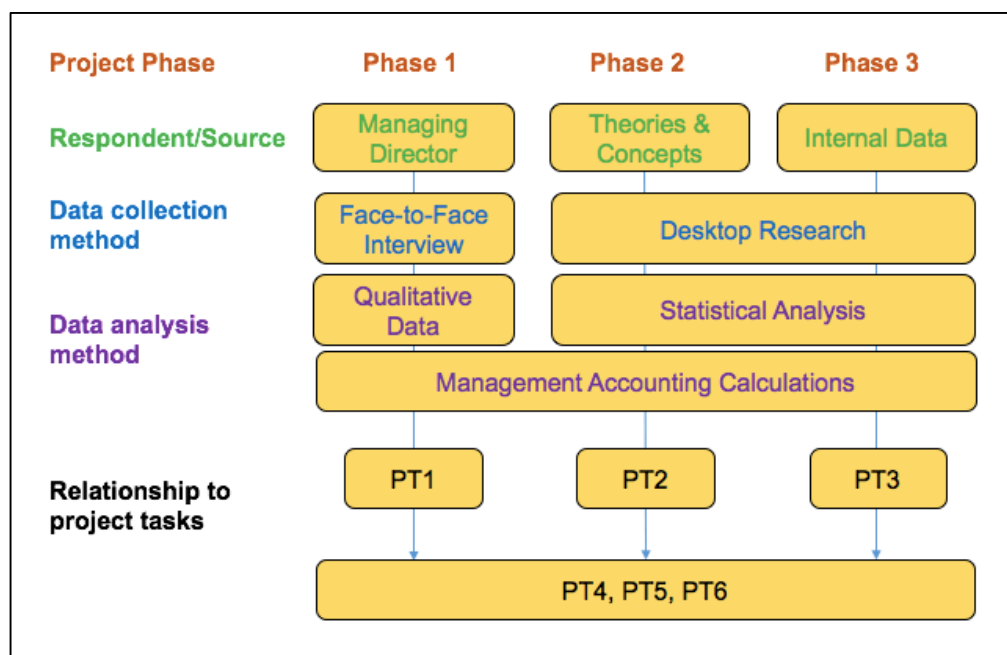 Project Phase
Phase 1
Phase 2
Phase 3
Respondent/Source
Managing
Director
Theories &
Concepts
Internal Data
Data collection
method
Face-to-Face
Interview
Desktop Research
Data analysis
method
Qualitative
Data
Statistical Analysis
Management Accounting Calculations
Relationship to
project tasks
PT1
PT2
PT3
PT4, PT5, PT6